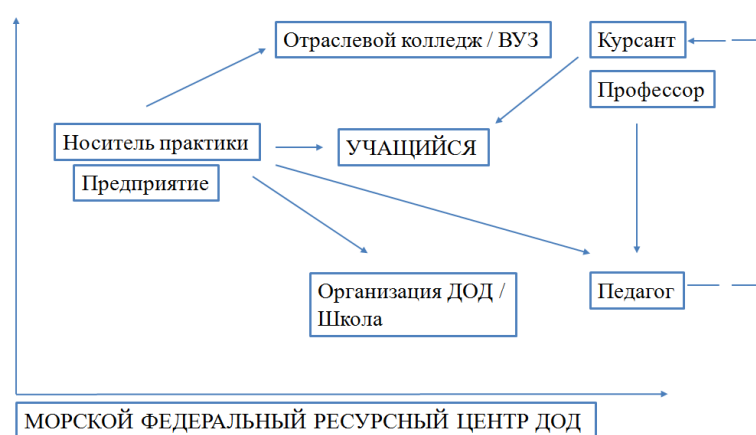 Отраслевой колледж / ВУЗ
Курсант
Профессор
Носитель практики
УЧАЩИЙСЯ
Предприятие
Организация ДОД /
Школа
Педагог
МОРСКОЙ ФЕДЕРАЛЬНЫЙ РЕСУРСНЫЙ ЦЕНТР ДОД